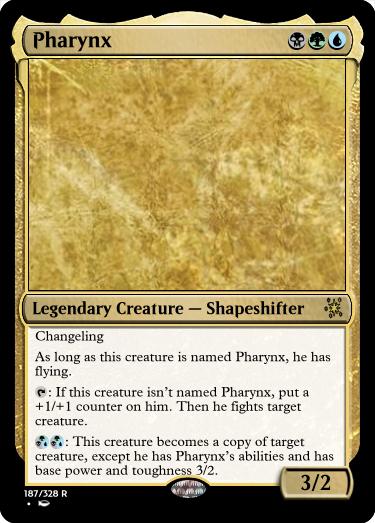 Pharynx
Legendary Creature — Shapeshifter
Changeling
As long as this creature is named Pharynx, he has
flying.
: If this creature isn't named Pharynx, put a
+1/+1 counter on him. Then he fights target
creature.
: This creature becomes a copy of target
creature, except he has Pharynx's abilities and has
base power and toughness 3/2.
3/2
187/328 R